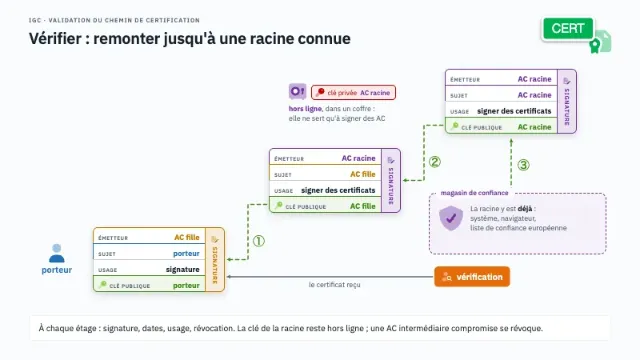 IGC · VALIDATION DU CHEMIN DE CERTIFICATION
Vérifier : remonter jusqu'à une racine connue
CERT
clé privée AC racine
hors ligne, dans un coffre :
elle ne sert qu'à signer des AC
ÉMETTEUR AC racine
SUJET AC racine
USAGE signer des certificats
CLÉ PUBLIQUE AC racine
SIGNATURE
②
③
ÉMETTEUR AC racine
SUJET AC fille
USAGE signer des certificats
CLÉ PUBLIQUE AC fille
SIGNATURE
magasin de confiance
La racine y est déjà :
système, navigateur,
liste de confiance européenne
①
ÉMETTEUR AC fille
SUJET porteur
USAGE signature
CLÉ PUBLIQUE porteur
SIGNATURE
porteur
le certificat reçu
vérification
À chaque étage : signature, dates, usage, révocation. La clé de la racine reste hors ligne ; une AC intermédiaire compromise se révoque.